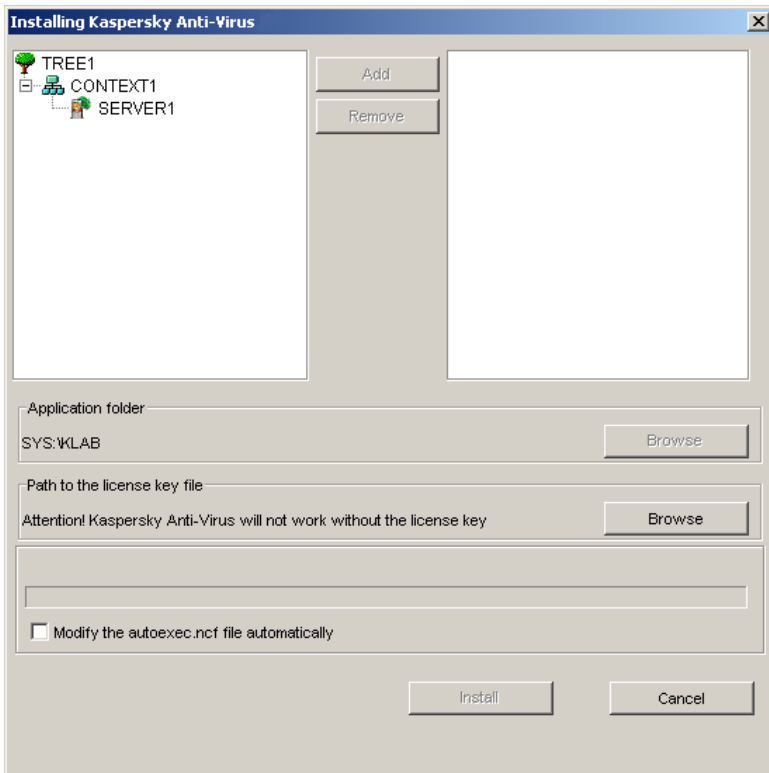 Installing Kaspersky Anti-Virus
TREE1
CONTEXT1
SERVER1
Add
Remove
Application folder
SYS:\KLAB
Browse
Path to the license key file
Attention! Kaspersky Anti-Virus will not work without the license key
Browse
Modify the autoexec.ncf file automatically
Install
Cancel